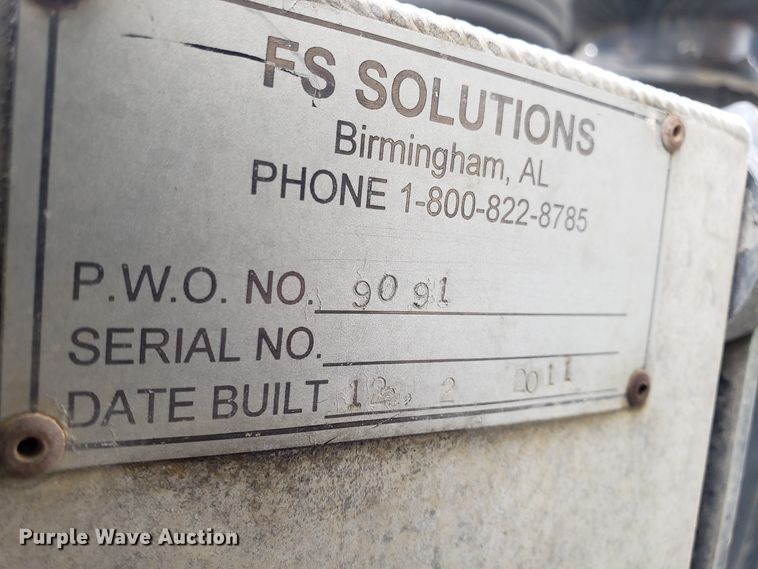 FS SOLUTIONS
Birmingham, AL
PHONE 1-800-822-8785
P.W.O. NO. 9091
SERIAL NO.
DATE BUILT 12, 2 2011
Purple Wave Auction